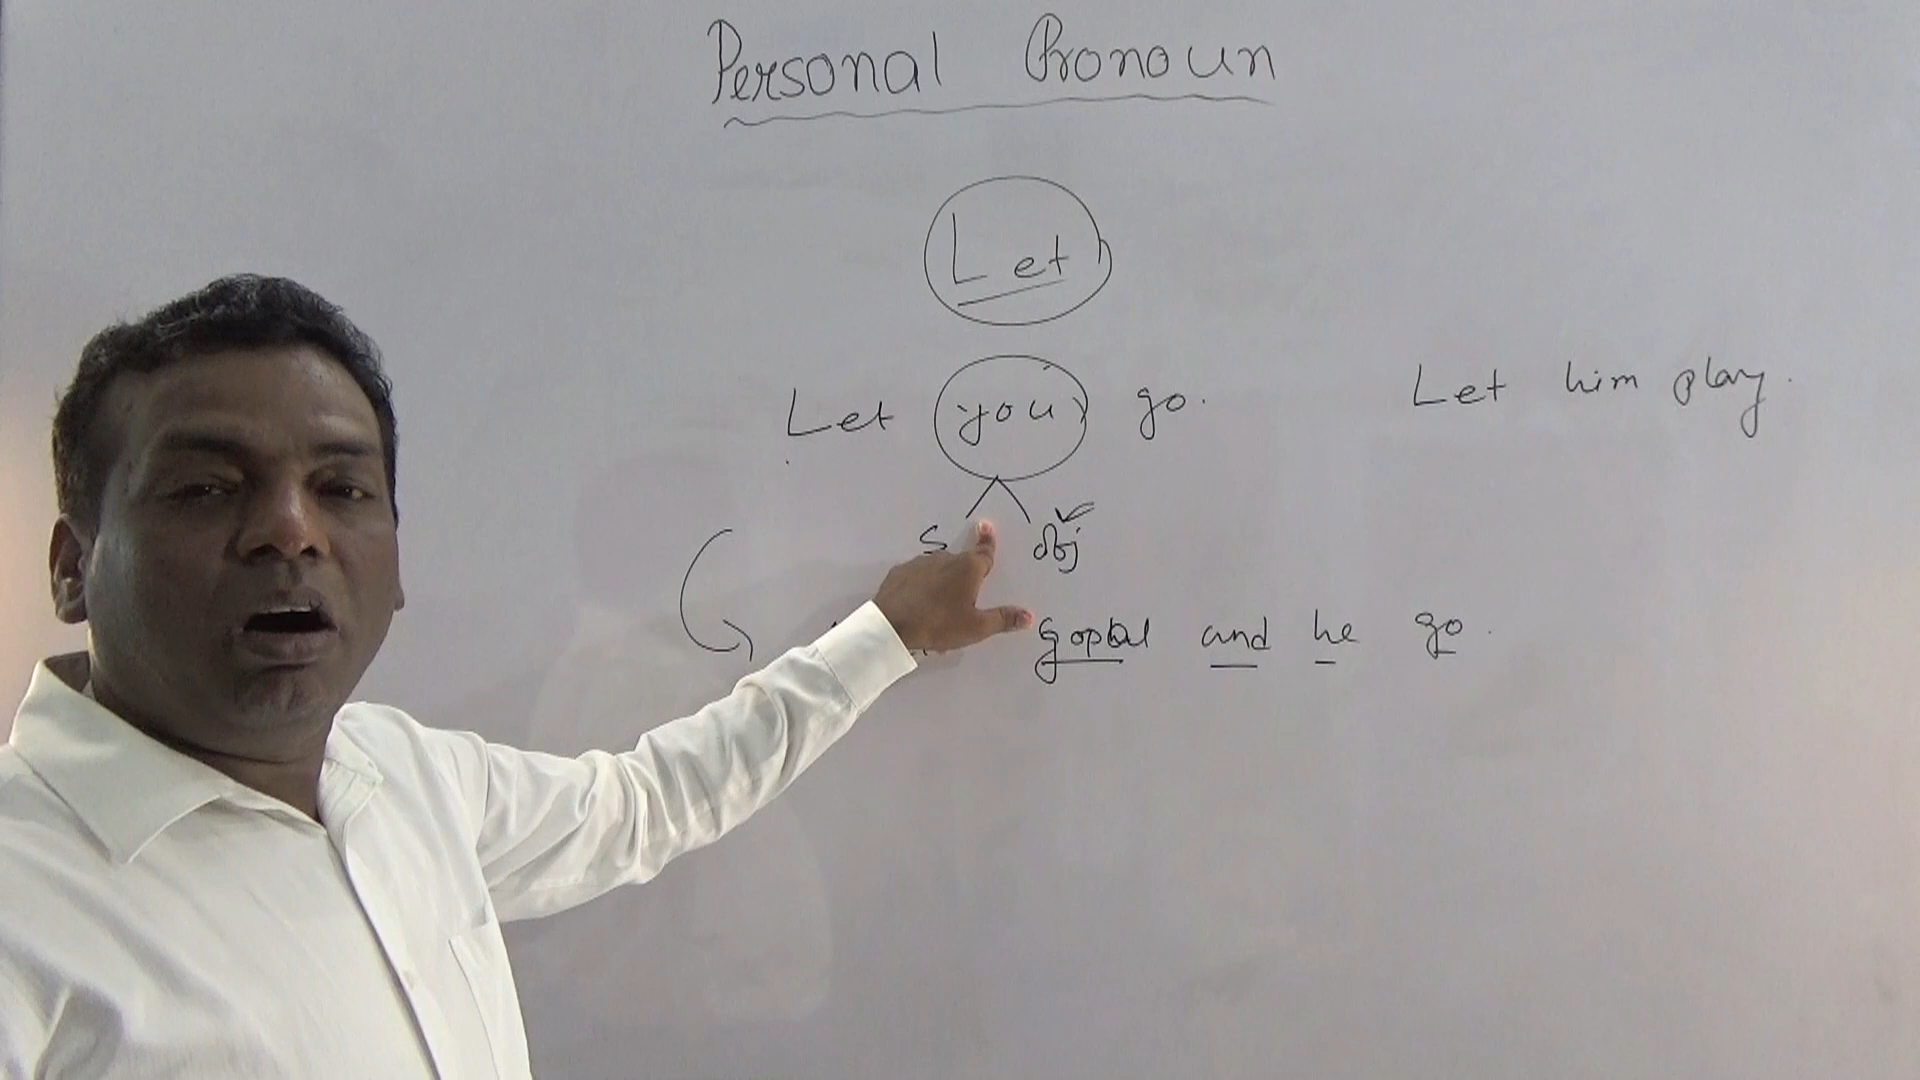 Personal Pronoun
Let
Let you go. Let him play.
S obj
Gopal and he go.